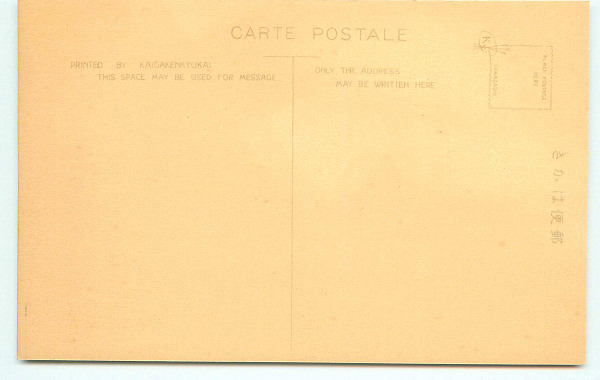 CARTE POSTALE
PRINTED BY KAIGAKENKYUKAI
THIS SPACE MAY BE USED FOR MESSAGE
ONLY THE ADDRESS
MAY BE WRITTEN HERE
きかは便郵